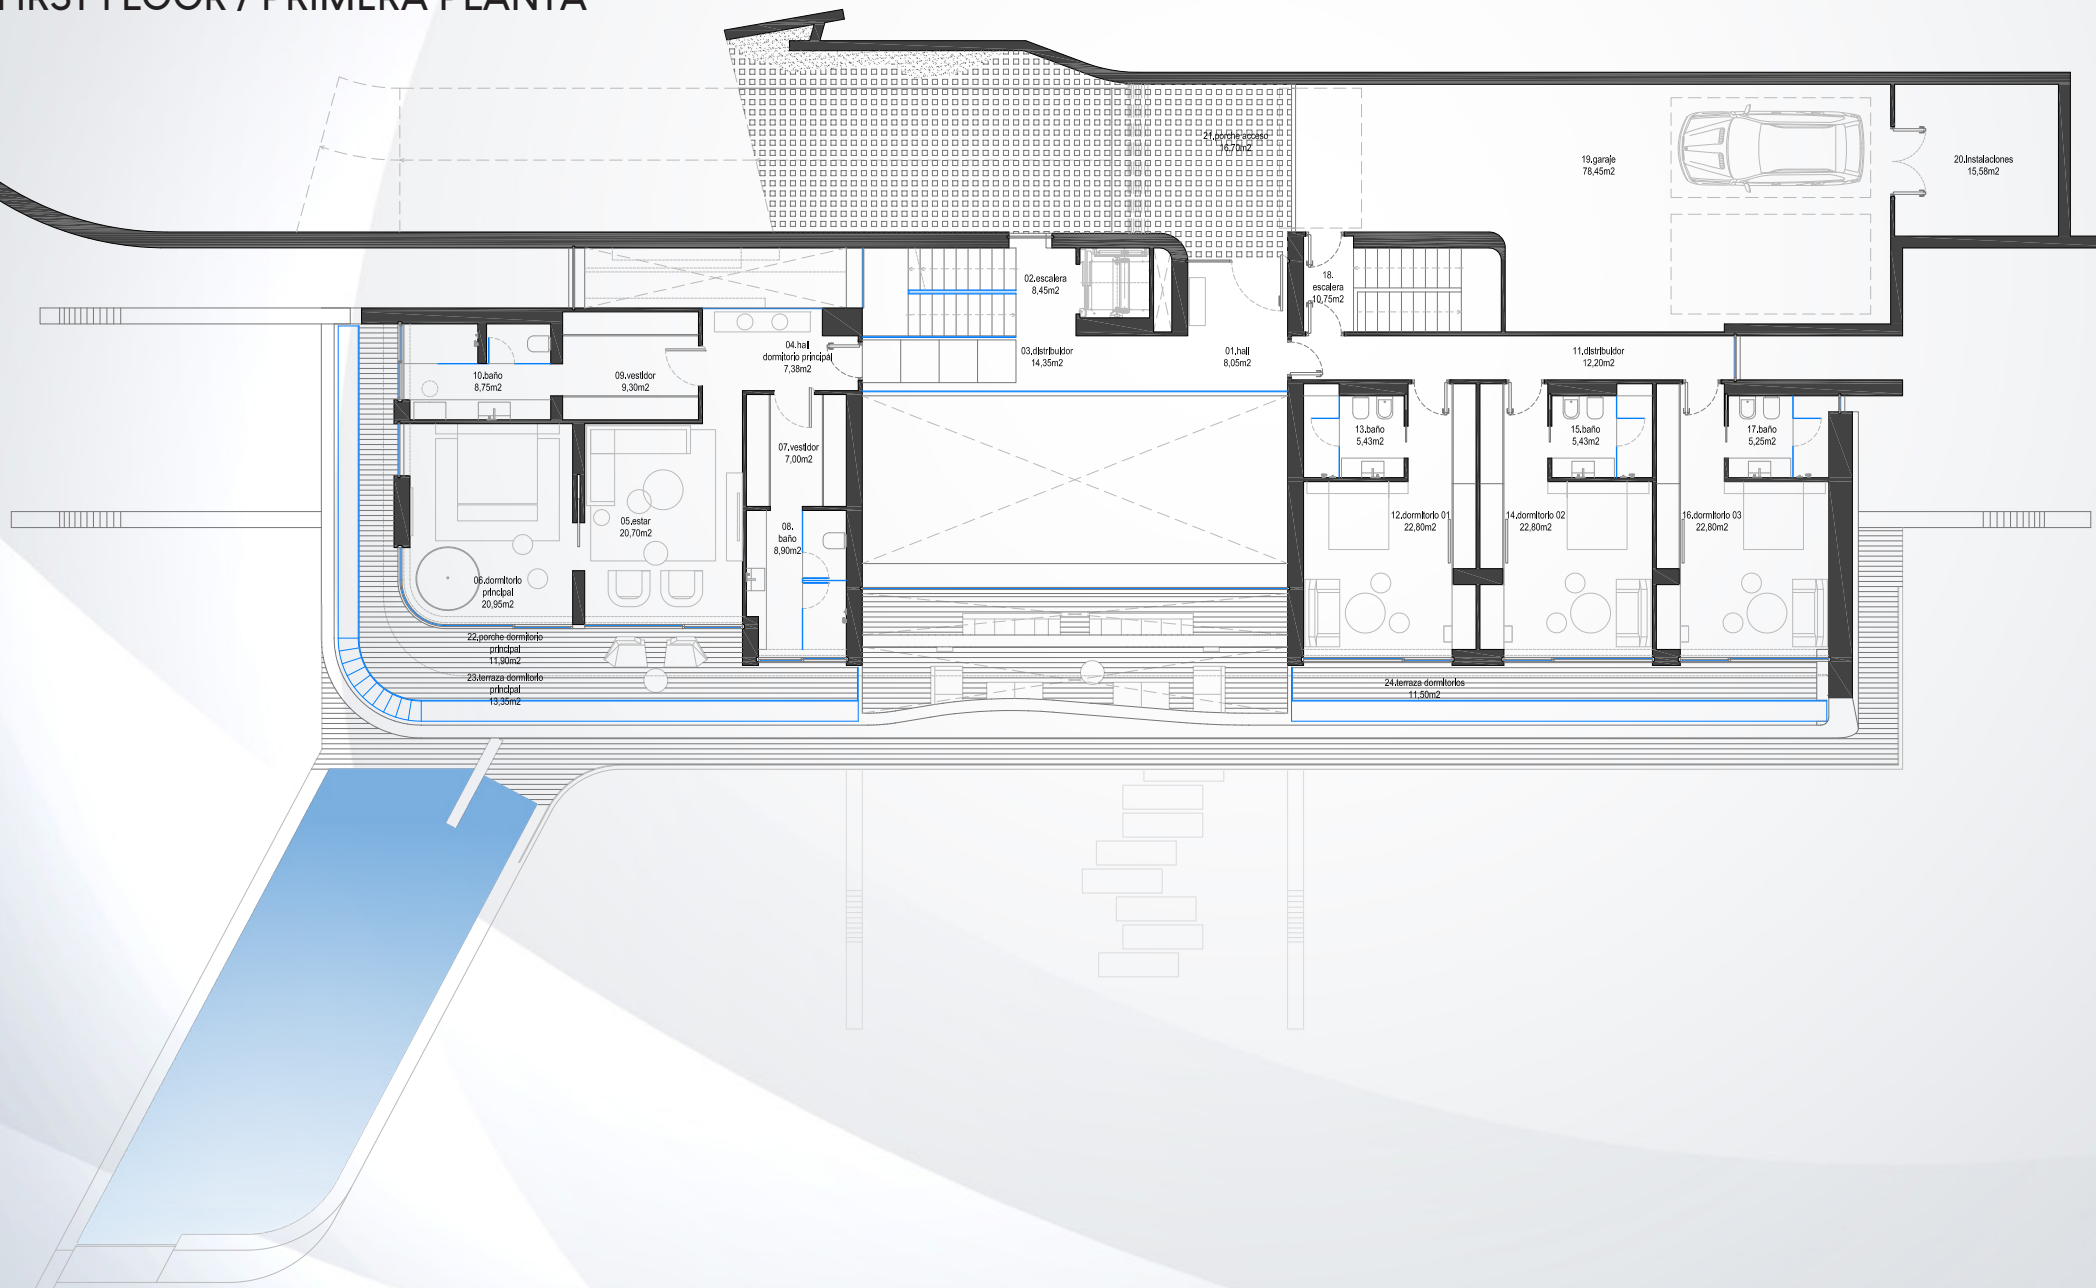 FIRST FLOOR / PRIMERA PLANTA
21.porche acceso
16,70m2
19.garaje
78,45m2
20.Instalaciones
15,58m2
02.escalera
8,45m2
18.
escalera
10,75m2
04.hall
dormitorio principal
7,38m2
03.distribuidor
14,35m2
01.hall
8,05m2
11.distribuidor
12,20m2
10.baño
8,75m2
09.vestidor
9,30m2
07.vestidor
7,00m2
13.baño
5,43m2
15.baño
5,43m2
17.baño
5,25m2
05.estar
20,70m2
08.
baño
8,90m2
12.dormitorio 01
22,80m2
14.dormitorio 02
22,80m2
16.dormitorio 03
22,80m2
06.dormitorio
principal
20,95m2
22.porche dormitorio
principal
11,90m2
23.terraza dormitorio
principal
13,35m2
24.terraza dormitorios
11,50m2